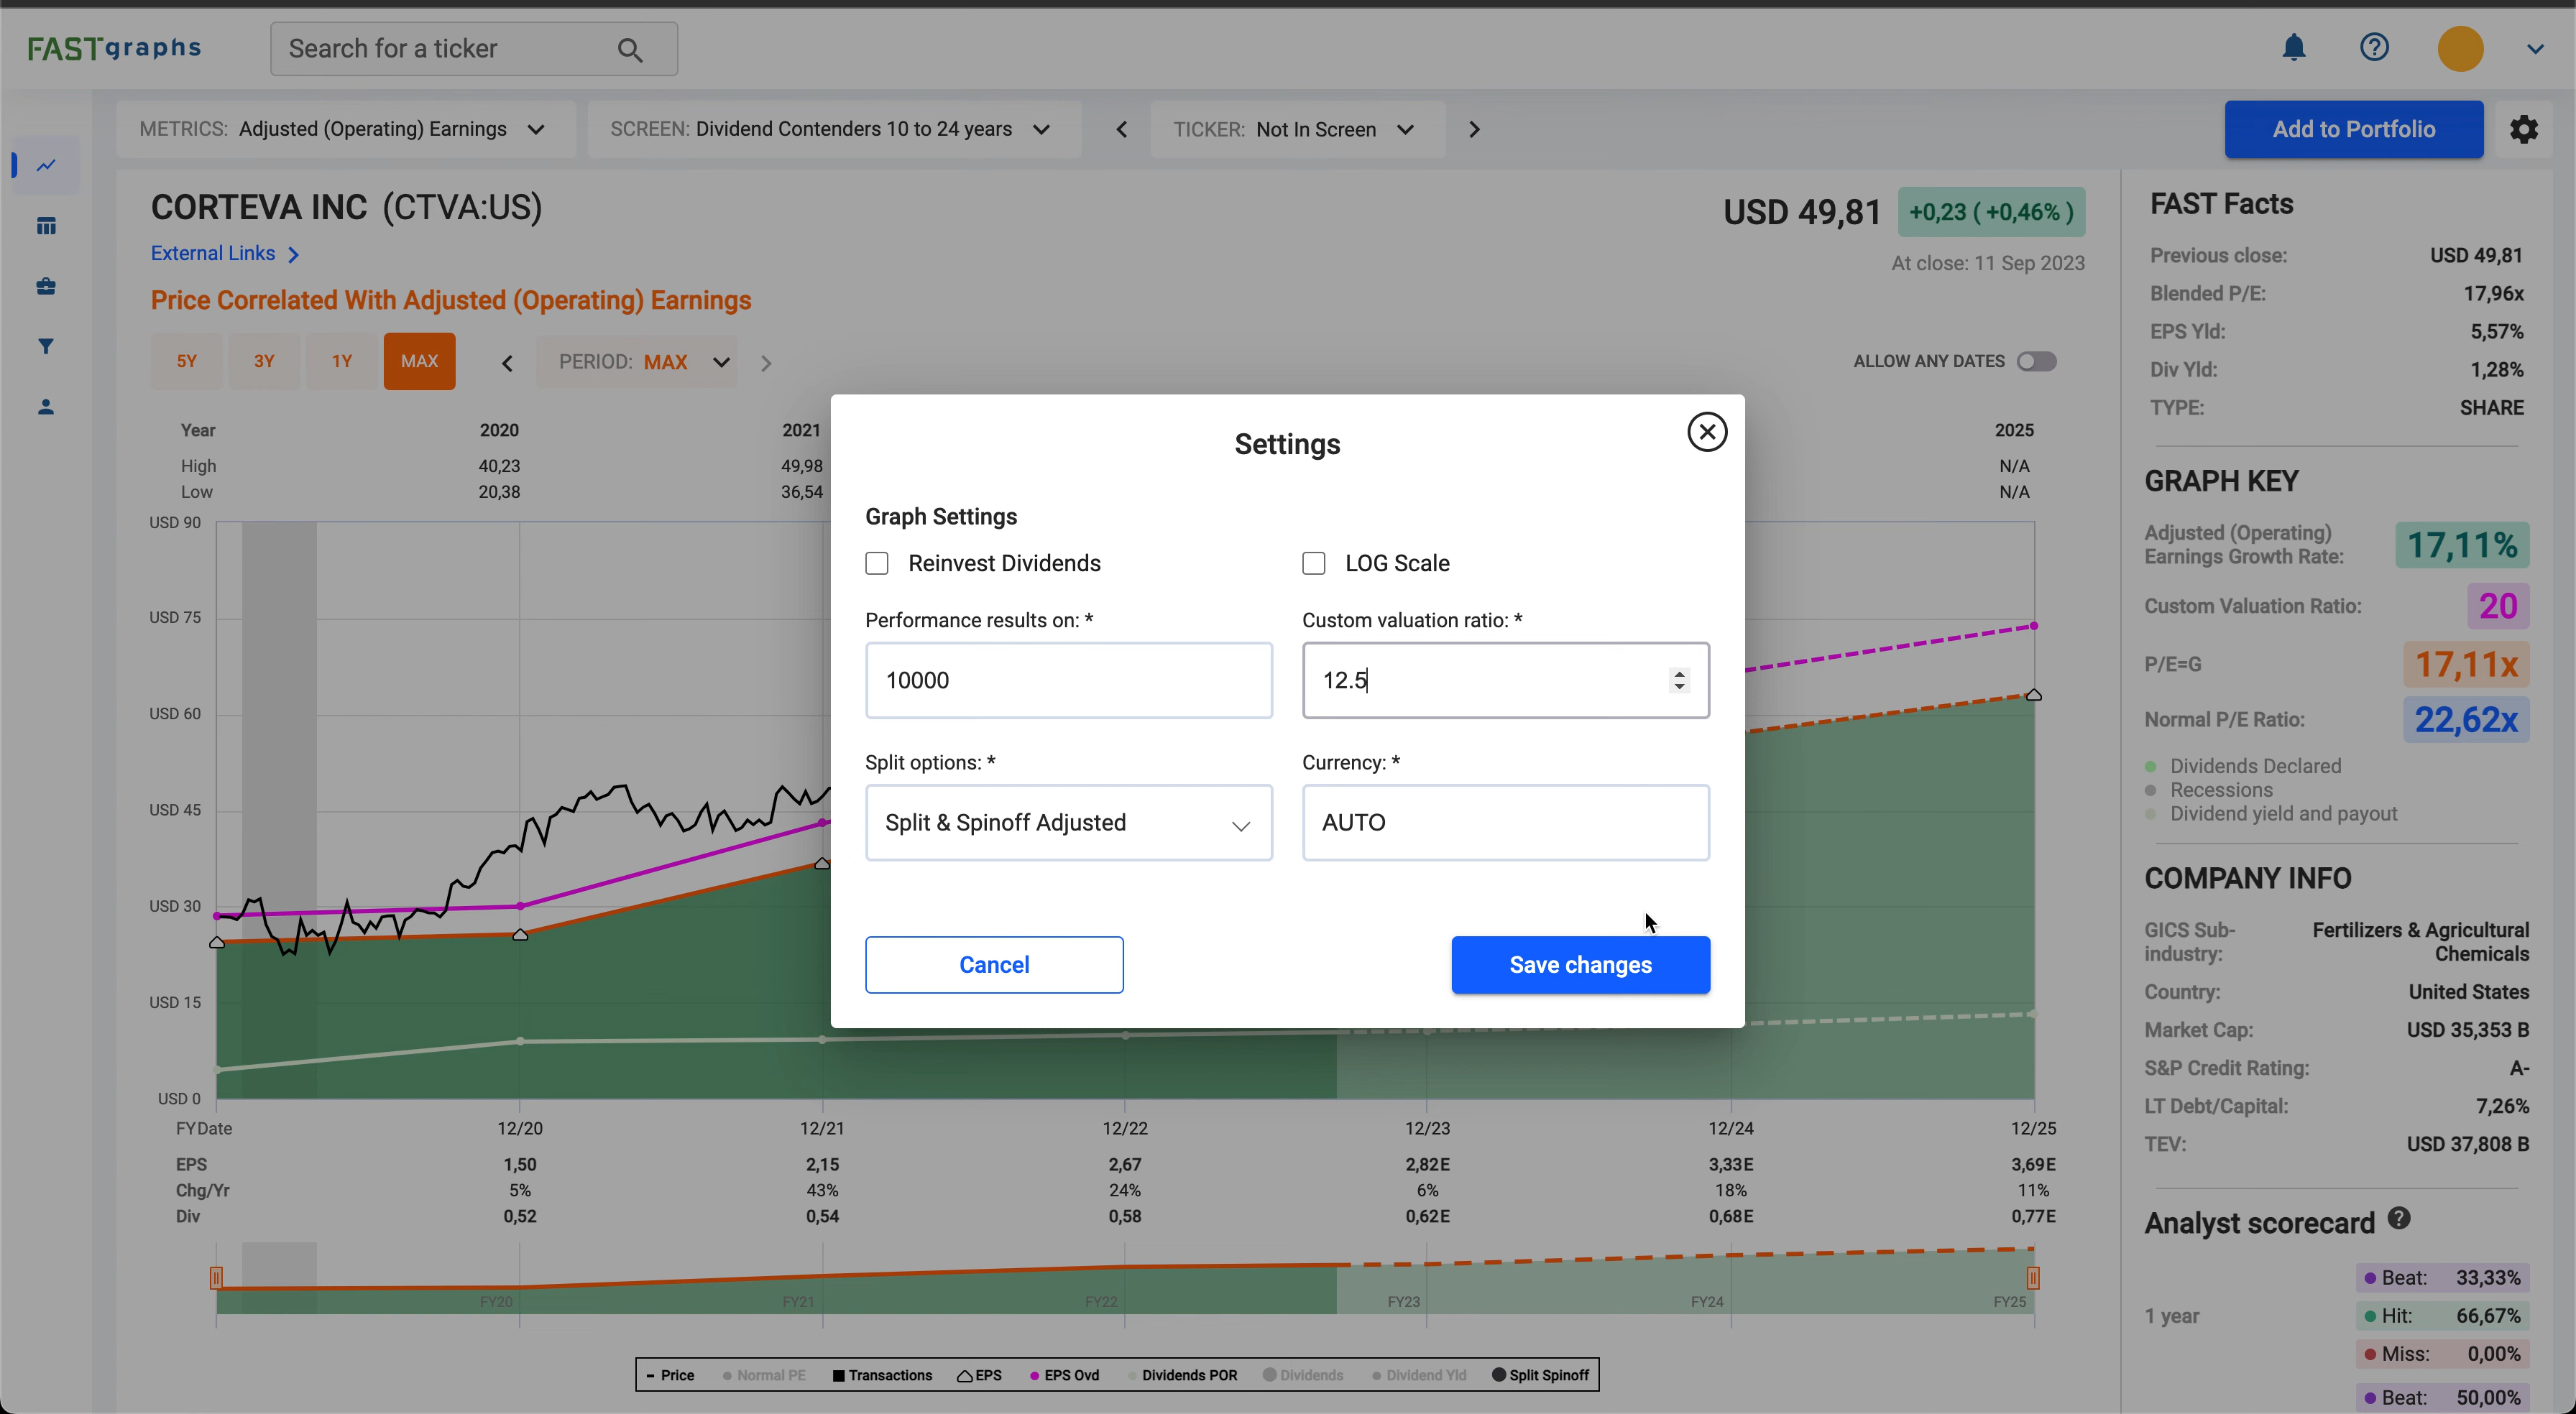 FASTgraphs
Search for a ticker
METRICS: Adjusted (Operating) Earnings
SCREEN: Dividend Contenders 10 to 24 years
TICKER: Not In Screen
Add to Portfolio
CORTEVA INC (CTVA:US)
USD 49,81 +0,23 ( +0,46% )
External Links
At close: 11 Sep 2023
Price Correlated With Adjusted (Operating) Earnings
5Y 3Y 1Y MAX PERIOD: MAX
ALLOW ANY DATES
Year 2020 2021 2025
High 40,23 49,98 N/A
Low 20,38 36,54 N/A
USD 90
USD 75
USD 60
USD 45
USD 30
USD 15
USD 0
FYDate 12/20 12/21 12/22 12/23 12/24 12/25
EPS 1,50 2,15 2,67 2,82E 3,33E 3,69E
Chg/Yr 5% 43% 24% 6% 18% 11%
Div 0,52 0,54 0,58 0,62E 0,68E 0,77E
FY20 FY21 FY22 FY23 FY24 FY25
Price Normal PE Transactions EPS EPS Ovd Dividends POR Dividends Dividend Yld Split Spinoff
Settings
Graph Settings
Reinvest Dividends LOG Scale
Performance results on: * Custom valuation ratio: *
10000 12.5
Split options: * Currency: *
Split & Spinoff Adjusted AUTO
Cancel Save changes
FAST Facts
Previous close: USD 49,81
Blended P/E: 17,96x
EPS Yld: 5,57%
Div Yld: 1,28%
TYPE: SHARE
GRAPH KEY
Adjusted (Operating)
Earnings Growth Rate: 17,11%
Custom Valuation Ratio: 20
P/E=G 17,11x
Normal P/E Ratio: 22,62x
Dividends Declared
Recessions
Dividend yield and payout
COMPANY INFO
GICS Sub- Fertilizers & Agricultural
industry: Chemicals
Country: United States
Market Cap: USD 35,353 B
S&P Credit Rating: A-
LT Debt/Capital: 7,26%
TEV: USD 37,808 B
Analyst scorecard ?
Beat: 33,33%
1 year Hit: 66,67%
Miss: 0,00%
Beat: 50,00%